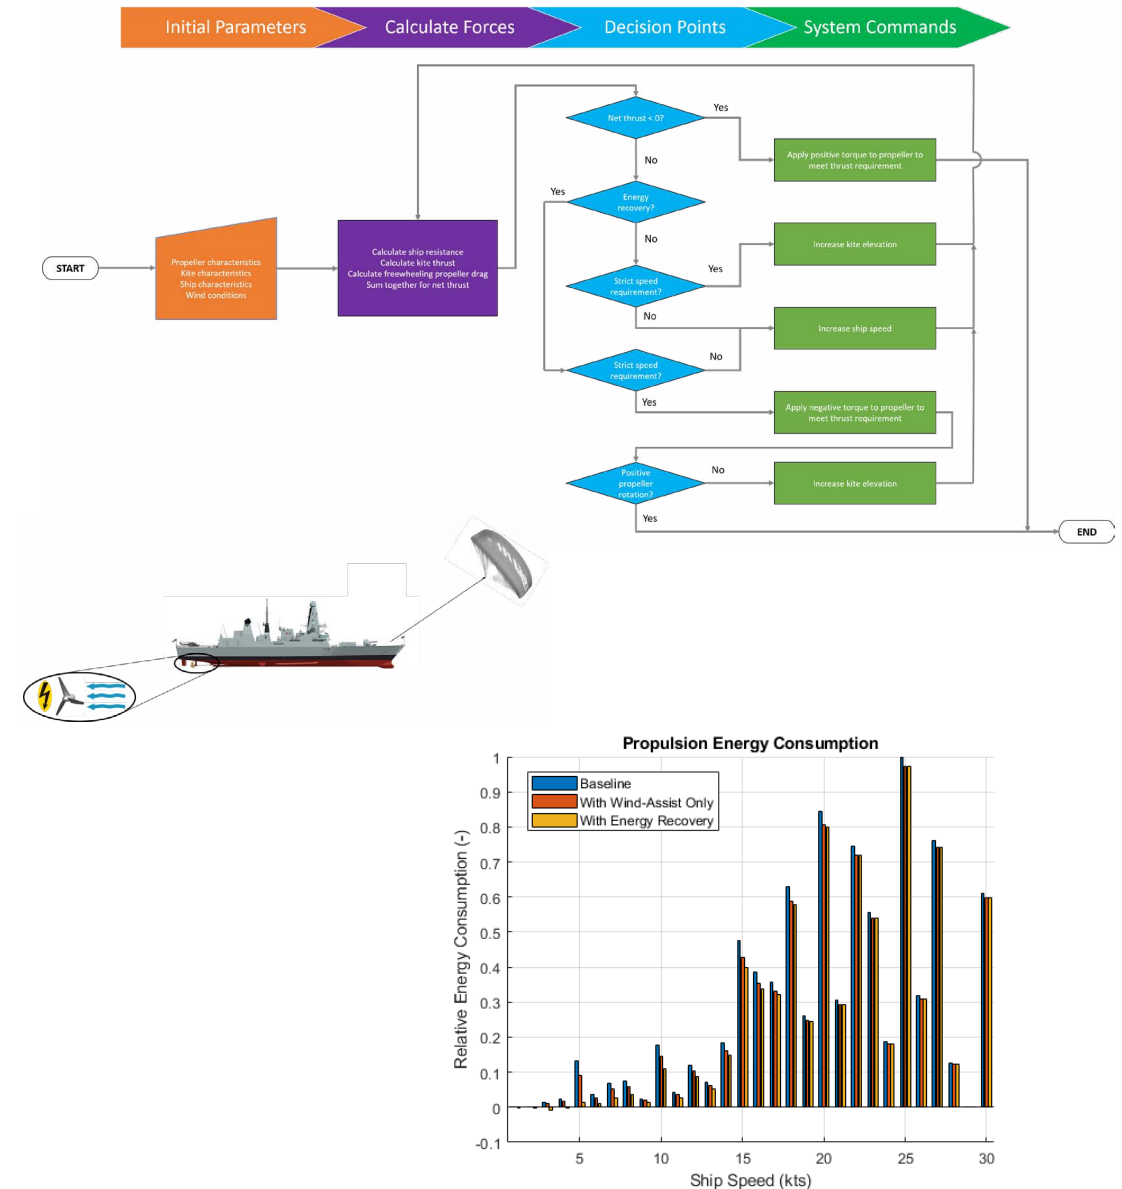 Initial Parameters
Calculate Forces
Decision Points
System Commands
Net thrust < 0?
Yes
Apply positive torque to propeller to
meet thrust requirement
No
Yes
Energy
recovery?
No
Increase kite elevation
START
Propeller characteristics
Kite characteristics
Ship characteristics
Wind conditions
Calculate ship resistance
Calculate kite thrust
Calculate freewheeling propeller drag
Sum together for net thrust
Yes
Strict speed
requirement?
No
Increase ship speed
Strict speed
requirement?
No
Yes
Apply negative torque to propeller to
meet thrust requirement
Positive
propeller
rotation?
No
Increase kite elevation
Yes
END
Propulsion Energy Consumption
Baseline
With Wind-Assist Only
With Energy Recovery
Relative Energy Consumption (-)
1
0.9
0.8
0.7
0.6
0.5
0.4
0.3
0.2
0.1
0
-0.1
5
10
15
20
25
30
Ship Speed (kts)